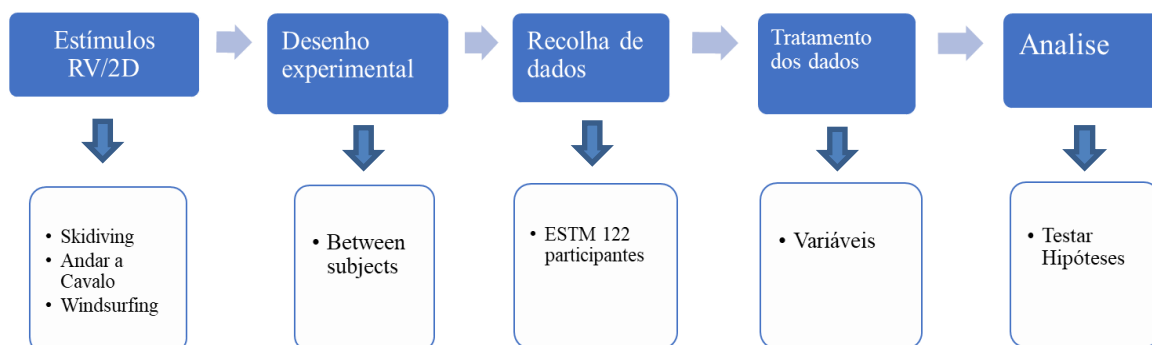 Estímulos
RV/2D
Desenho
experimental
Recolha de
dados
Tratamento
dos dados
Analise
• Skidiving
• Andar a
Cavalo
• Windsurfing
• Between
subjects
• ESTM 122
participantes
• Variáveis
• Testar
Hipóteses